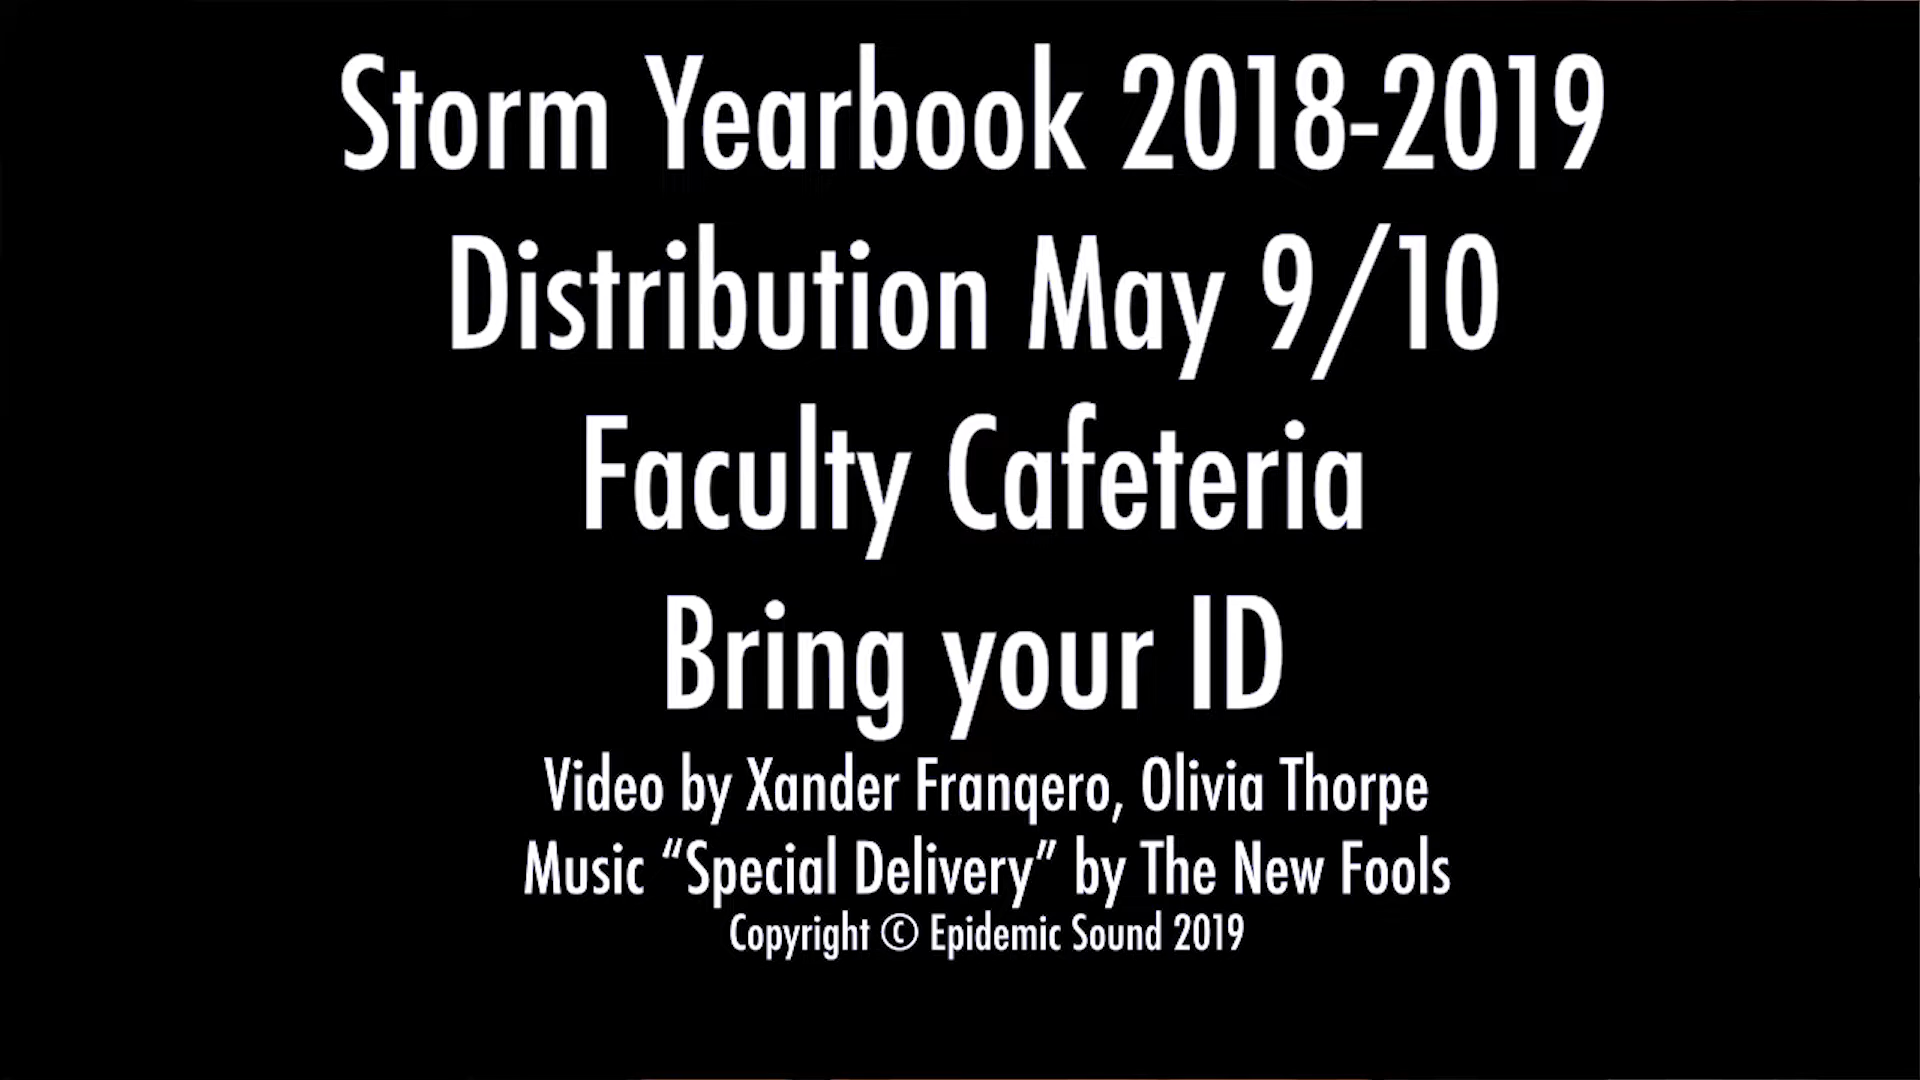 Storm Yearbook 2018-2019
Distribution May 9/10
Faculty Cafeteria
Bring your ID
Video by Xander Franqero, Olivia Thorpe
Music “Special Delivery” by The New Fools
Copyright © Epidemic Sound 2019